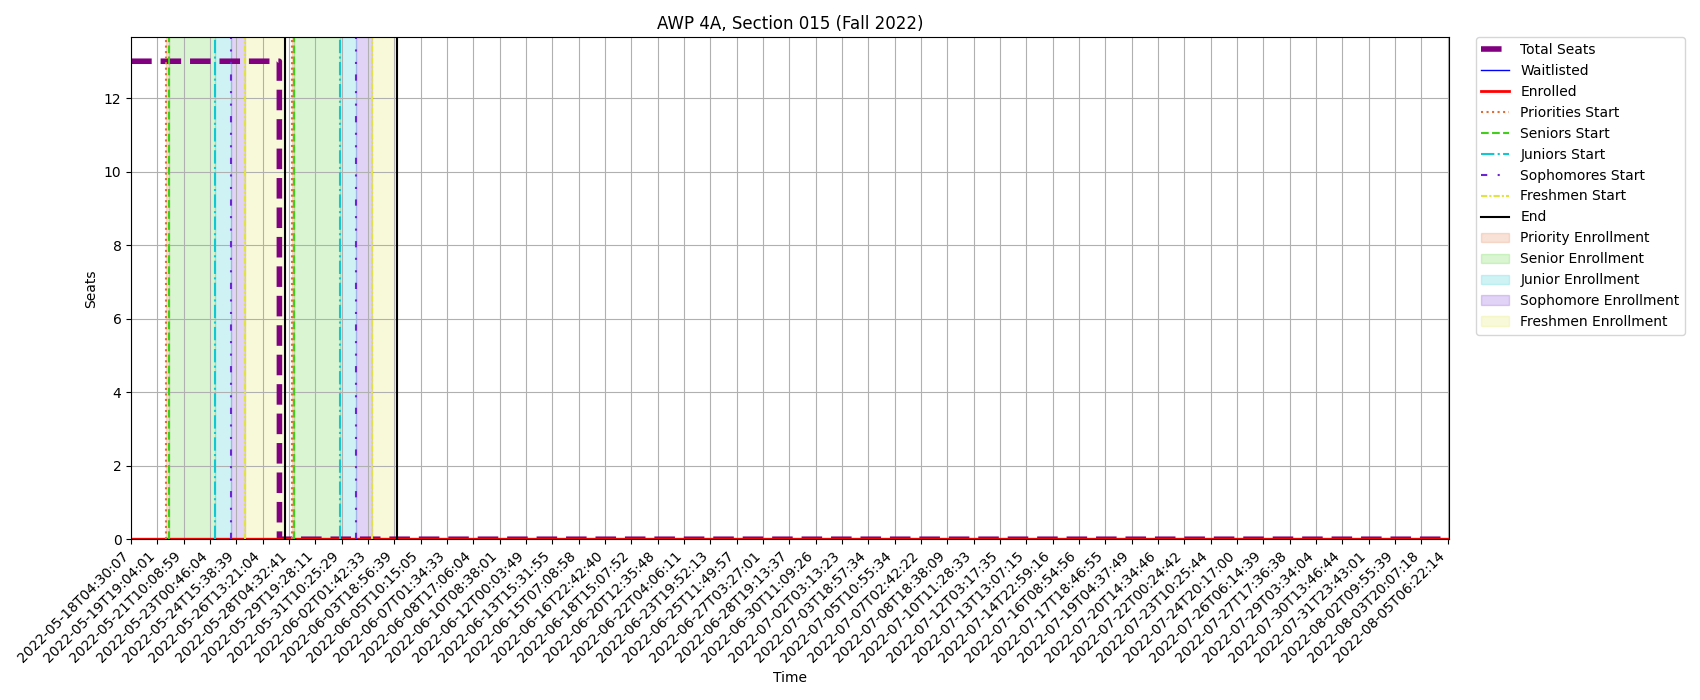 AWP 4A, Section 015 (Fall 2022)
Seats
12
10
8
6
4
2
0
2022-05-18T04:30:07
2022-05-19T19:04:01
2022-05-21T10:08:59
2022-05-23T00:46:04
2022-05-24T15:38:39
2022-05-26T13:21:04
2022-05-28T04:32:41
2022-05-29T19:28:11
2022-05-31T10:25:29
2022-06-02T01:42:33
2022-06-03T18:56:39
2022-06-05T10:15:05
2022-06-07T01:34:33
2022-06-08T17:06:04
2022-06-10T08:38:01
2022-06-12T00:03:49
2022-06-13T15:31:55
2022-06-15T07:08:58
2022-06-16T22:42:40
2022-06-18T15:07:52
2022-06-20T12:35:48
2022-06-22T04:06:11
2022-06-23T19:52:13
2022-06-25T11:49:57
2022-06-27T03:27:01
2022-06-28T19:13:37
2022-06-30T11:09:26
2022-07-02T03:13:23
2022-07-03T18:57:34
2022-07-05T10:55:34
2022-07-07T02:42:22
2022-07-08T18:38:09
2022-07-10T11:28:33
2022-07-12T03:17:35
2022-07-13T13:07:15
2022-07-14T22:59:16
2022-07-16T08:54:56
2022-07-17T18:46:55
2022-07-19T04:37:49
2022-07-20T14:34:46
2022-07-22T00:24:42
2022-07-23T10:25:44
2022-07-24T20:17:00
2022-07-26T06:14:39
2022-07-27T17:36:38
2022-07-29T03:34:04
2022-07-30T13:46:44
2022-07-31T23:43:01
2022-08-02T09:55:39
2022-08-03T20:07:18
2022-08-05T06:22:14
Time
Total Seats
Waitlisted
Enrolled
Priorities Start
Seniors Start
Juniors Start
Sophomores Start
Freshmen Start
End
Priority Enrollment
Senior Enrollment
Junior Enrollment
Sophomore Enrollment
Freshmen Enrollment